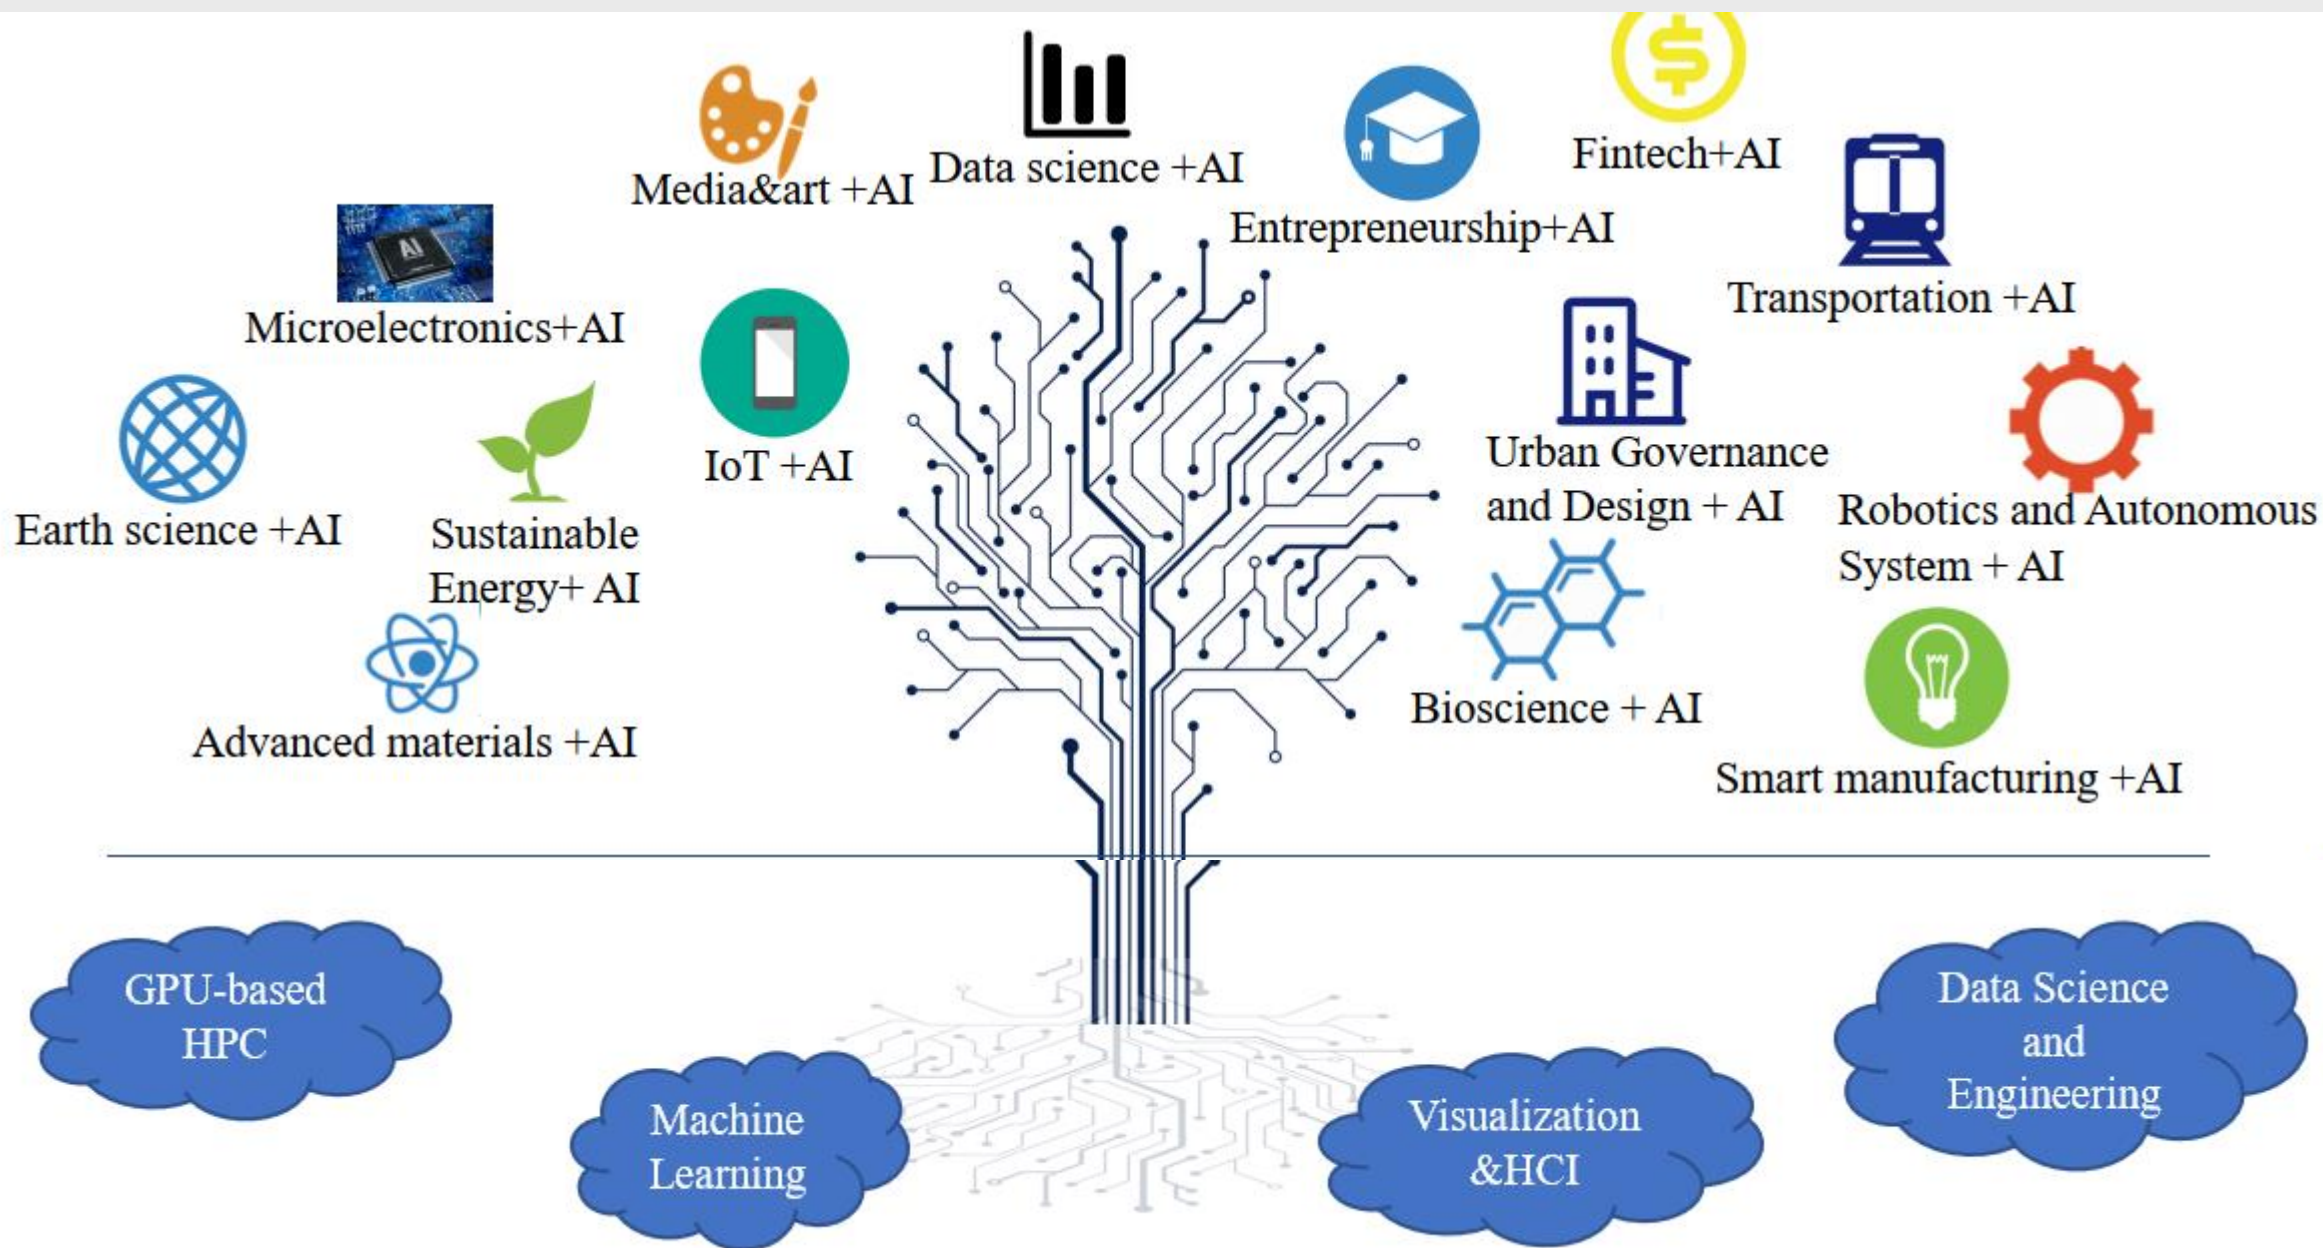 Media&art +AI
Data science +AI
Entrepreneurship+AI
Fintech+AI
Transportation +AI
AI
Microelectronics+AI
IoT +AI
Urban Governance
and Design + AI
Robotics and Autonomous
System + AI
Earth science +AI
Sustainable
Energy+ AI
Advanced materials +AI
Bioscience + AI
Smart manufacturing +AI
GPU-based
HPC
Machine
Learning
Visualization
&HCI
Data Science
and
Engineering